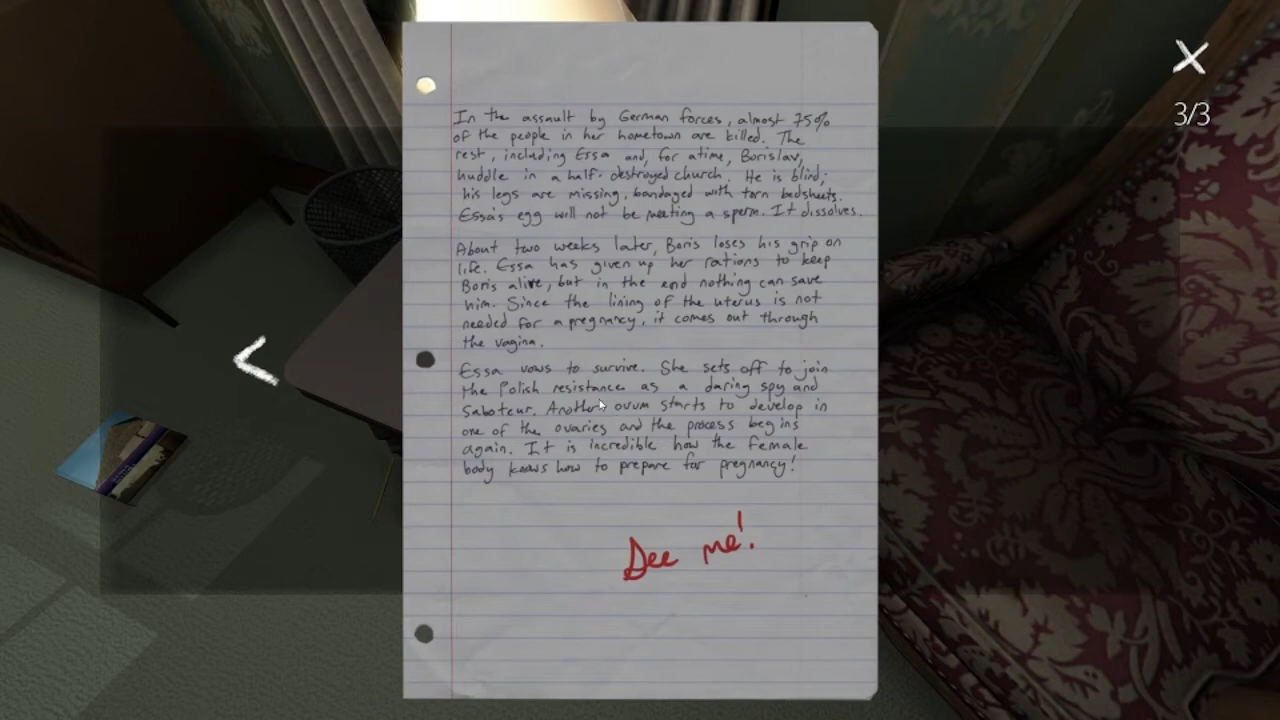 In the assault by German forces, almost 75%
of the people in her hometown are killed. The
rest, including Essa and, for a time, Borislav,
huddle in a half-destroyed church. He is blind;
his legs are missing, bandaged with torn bedsheets.
Essa's egg will not be meeting a sperm. It dissolves.
About two weeks later, Boris loses his grip on
life. Essa has given up her rations to keep
Boris alive, but in the end nothing can save
him. Since the lining of the uterus is not
needed for a pregnancy, it comes out through
the vagina.
Essa vows to survive. She sets off to join
the Polish resistance as a daring spy and
saboteur. Another ovum starts to develop in
one of the ovaries and the process begins
again. It is incredible how the female
body knows how to prepare for pregnancy!
See me!
3/3